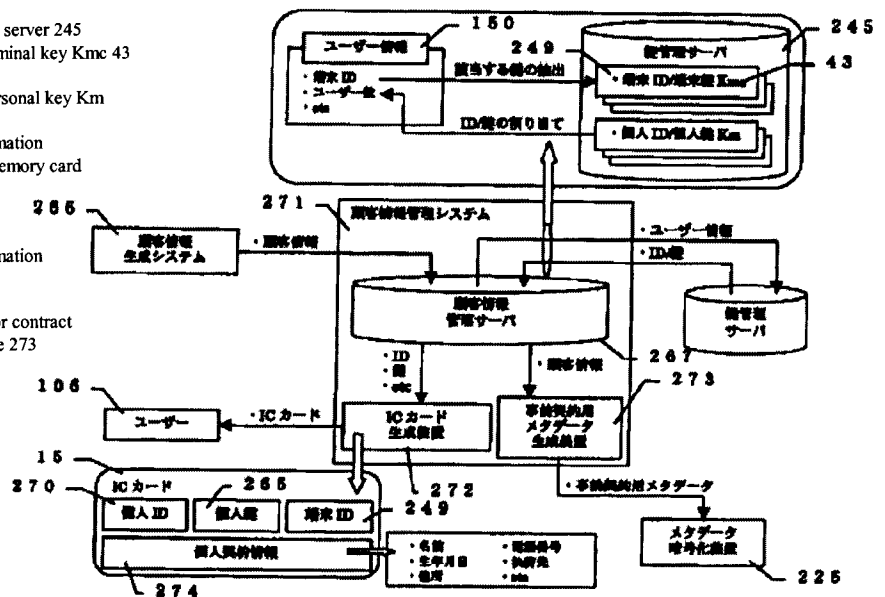 server 245
minal key Kmc 43
rsonal key Km
mation
emory card
mation
or contract
e 273
150
ユーザー情報
・端末ID
・ユーザー鍵
・etc
該当する鍵の抽出
ID/鍵の割り当て
249
245
43
鍵管理サーバ
・端末ID/端末鍵Kmc
・個人ID/個人鍵Km
266
顧客情報
生成システム
・顧客情報
271
顧客情報管理システム
・ユーザー情報
・ID/鍵
顧客情報
管理サーバ
鍵管理
サーバ
267
・ID
・鍵
・etc
・顧客情報
273
106
ユーザー
・ICカード
ICカード
生成装置
事前契約用
メタデータ
生成装置
272
15
ICカード
270
265
249
個人ID
個人鍵
端末ID
個人契約情報
274
・名前
・生年月日
・住所
・電話番号
・etc
・事前契約用メタデータ
メタデータ
暗号化装置
225